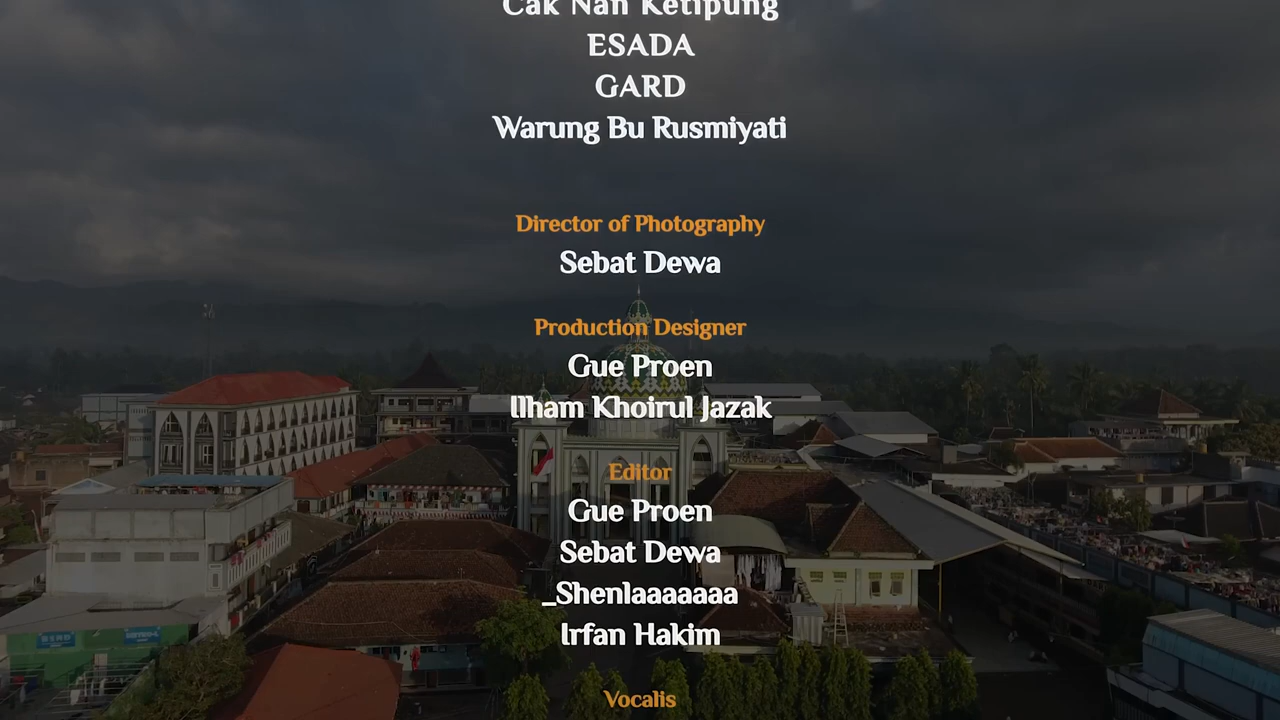 Cak Nan Ketipung
ESADA
GARD
Warung Bu Rusmiyati
Director of Photography
Sebat Dewa
Production Designer
Gue Proen
Ilham Khoirul Jazak
Editor
Gue Proen
Sebat Dewa
_Shenlaaaaaaa
Irfan Hakim
Vocalis